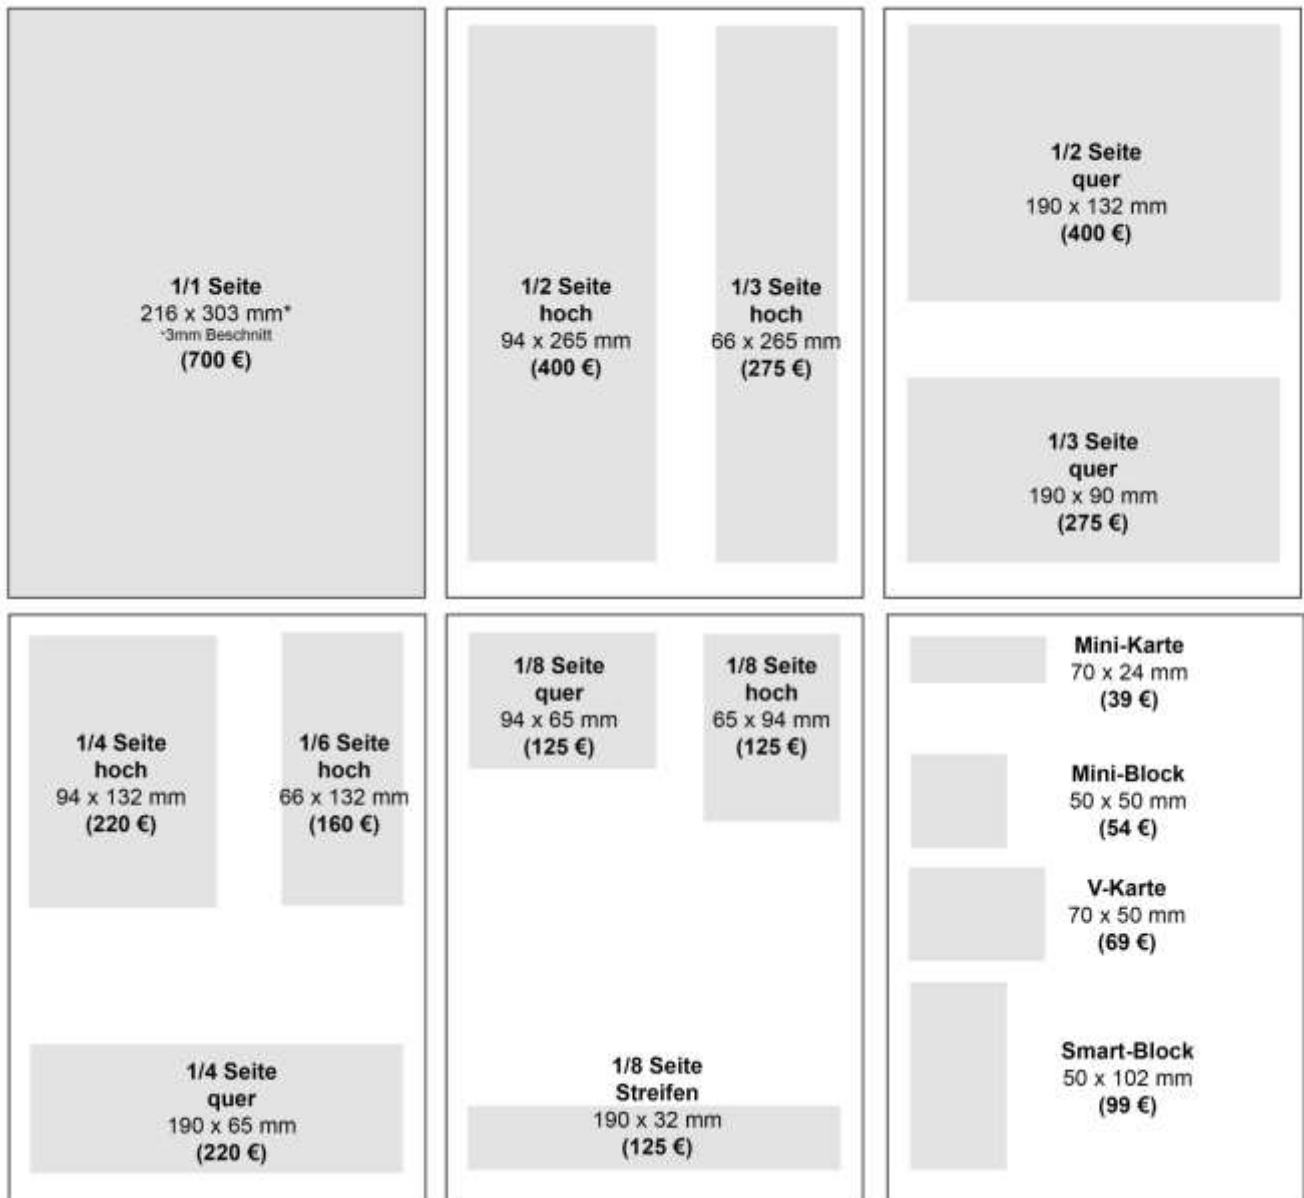 1/1 Seite
216 x 303 mm*
*3mm Beschnitt
(700 €)
1/2 Seite
hoch
94 x 265 mm
(400 €)
1/3 Seite
hoch
66 x 265 mm
(275 €)
1/2 Seite
quer
190 x 132 mm
(400 €)
1/3 Seite
quer
190 x 90 mm
(275 €)
1/4 Seite
hoch
94 x 132 mm
(220 €)
1/6 Seite
hoch
66 x 132 mm
(160 €)
1/4 Seite
quer
190 x 65 mm
(220 €)
1/8 Seite
quer
94 x 65 mm
(125 €)
1/8 Seite
hoch
65 x 94 mm
(125 €)
1/8 Seite
Streifen
190 x 32 mm
(125 €)
Mini-Karte
70 x 24 mm
(39 €)
Mini-Block
50 x 50 mm
(54 €)
V-Karte
70 x 50 mm
(69 €)
Smart-Block
50 x 102 mm
(99 €)